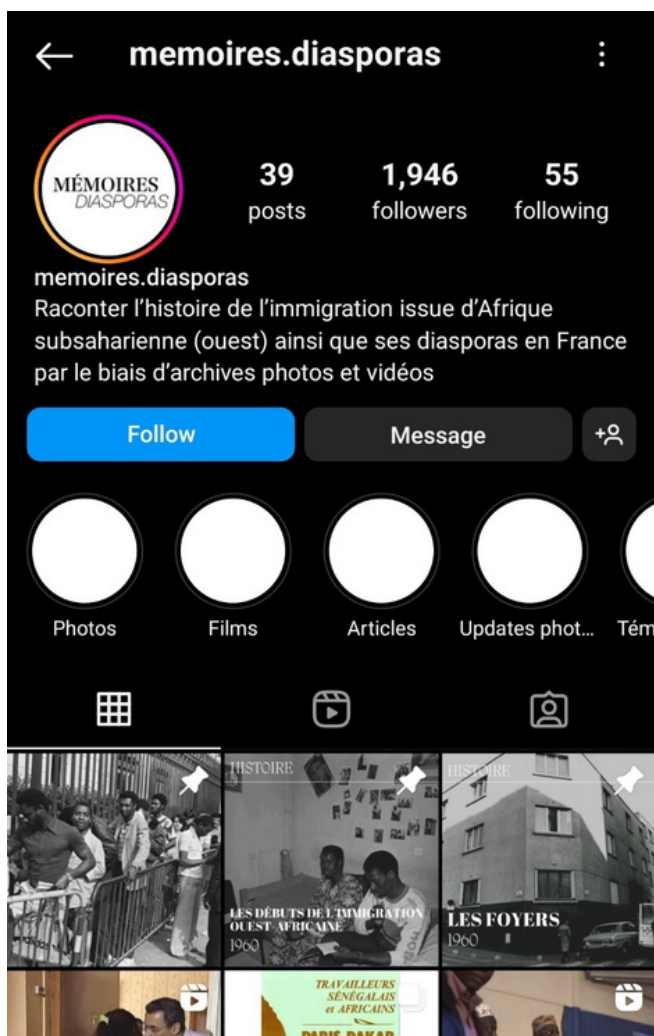 memoires.diasporas
MÉMOIRES
DIASPORAS
39
posts
1,946
followers
55
following
memoires.diasporas
Raconter l'histoire de l'immigration issue d'Afrique
subsaharienne (ouest) ainsi que ses diasporas en France
par le biais d'archives photos et vidéos
Follow
Message
Photos
Films
Articles
Updates phot...
Tém
HISTOIRE
LES DÉBUTS DE L'IMMIGRATION
OUEST-AFRICAINE
1960
HISTOIRE
LES FOYERS
1960
TRAVAILLEURS
SÉNÉGALAIS
et AFRICAINS
PARIS-DAKAR